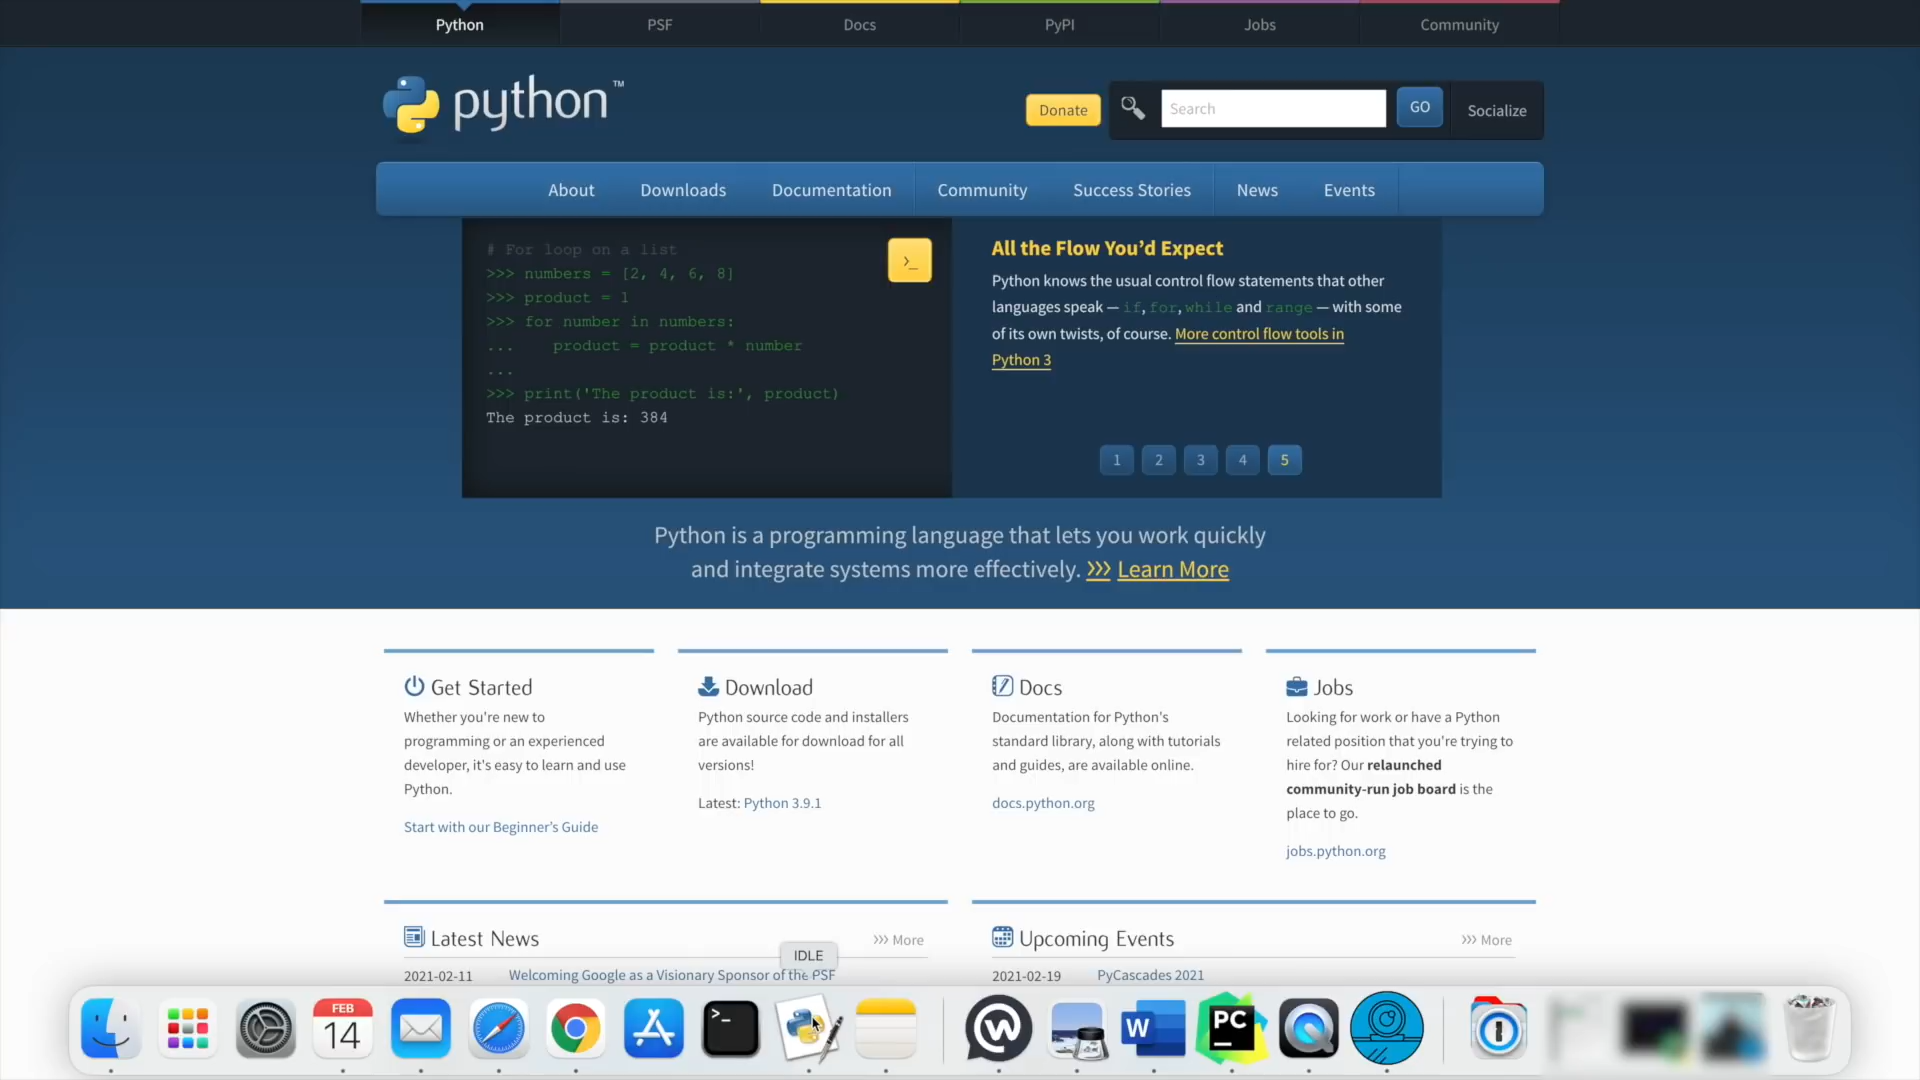 Python
PSF
Docs
PyPI
Jobs
Community
python™
Donate
Search
GO
Socialize
About
Downloads
Documentation
Community
Success Stories
News
Events
# For loop on a list
>>> numbers = [2, 4, 6, 8]
>>> product = 1
>>> for number in numbers:
...    product = product * number
...
>>> print('The product is:', product)
The product is: 384
>_
All the Flow You’d Expect
Python knows the usual control flow statements that other
languages speak — if, for, while and range — with some
of its own twists, of course. More control flow tools in
Python 3
1
2
3
4
5
Python is a programming language that lets you work quickly
and integrate systems more effectively. >>> Learn More
Get Started
Whether you're new to
programming or an experienced
developer, it's easy to learn and use
Python.
Start with our Beginner’s Guide
Download
Python source code and installers
are available for download for all
versions!
Latest: Python 3.9.1
Docs
Documentation for Python's
standard library, along with tutorials
and guides, are available online.
docs.python.org
Jobs
Looking for work or have a Python
related position that you're trying to
hire for? Our relaunched
community-run job board is the
place to go.
jobs.python.org
Latest News
>>> More
2021-02-11 Welcoming Google as a Visionary Sponsor of the PSF
Upcoming Events
>>> More
2021-02-19 PyCascades 2021
IDLE
FEB
14
>_
W
PC